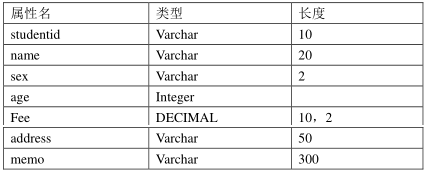 属性名 类型 长度
studentid Varchar 10
name Varchar 20
sex Varchar 2
age Integer
Fee DECIMAL 10，2
address Varchar 50
memo Varchar 300